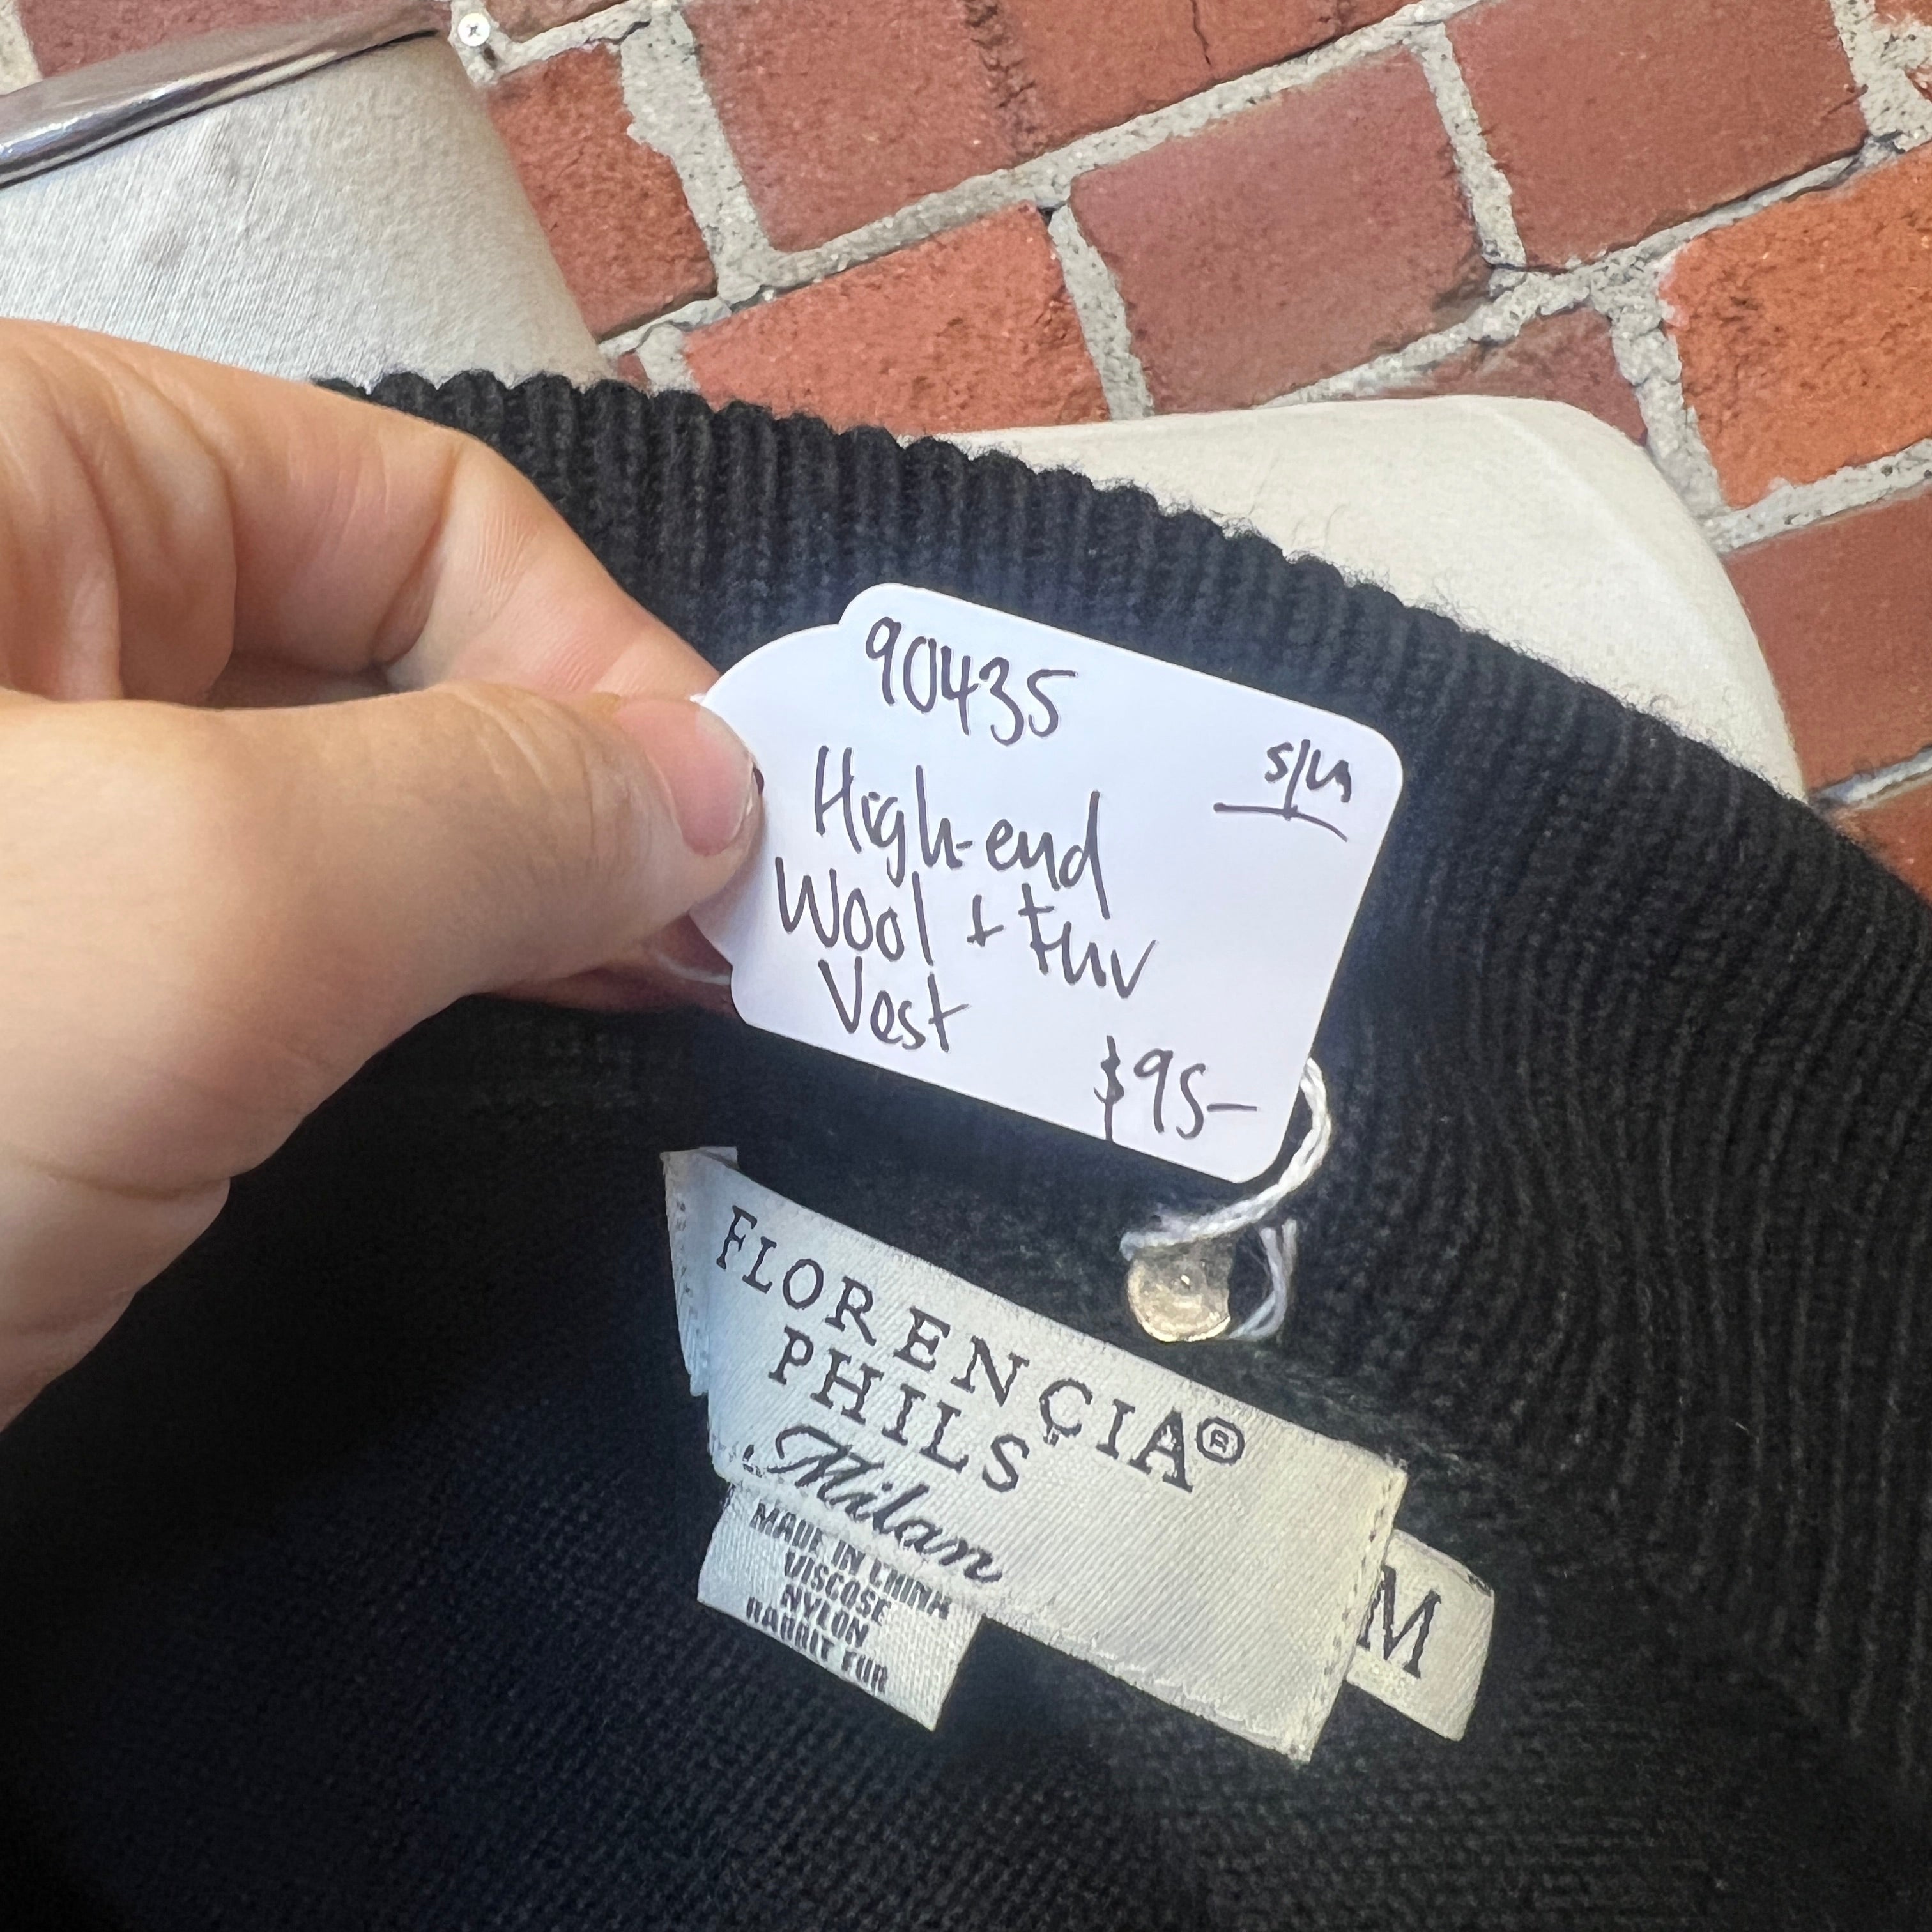 90435
S/M
High-end
Wool + Fur
Vest
$95-
FLORENCIA®
PHILS
Milan
MADE IN CHINA
VISCOSE
NYLON
RABBIT FUR
M